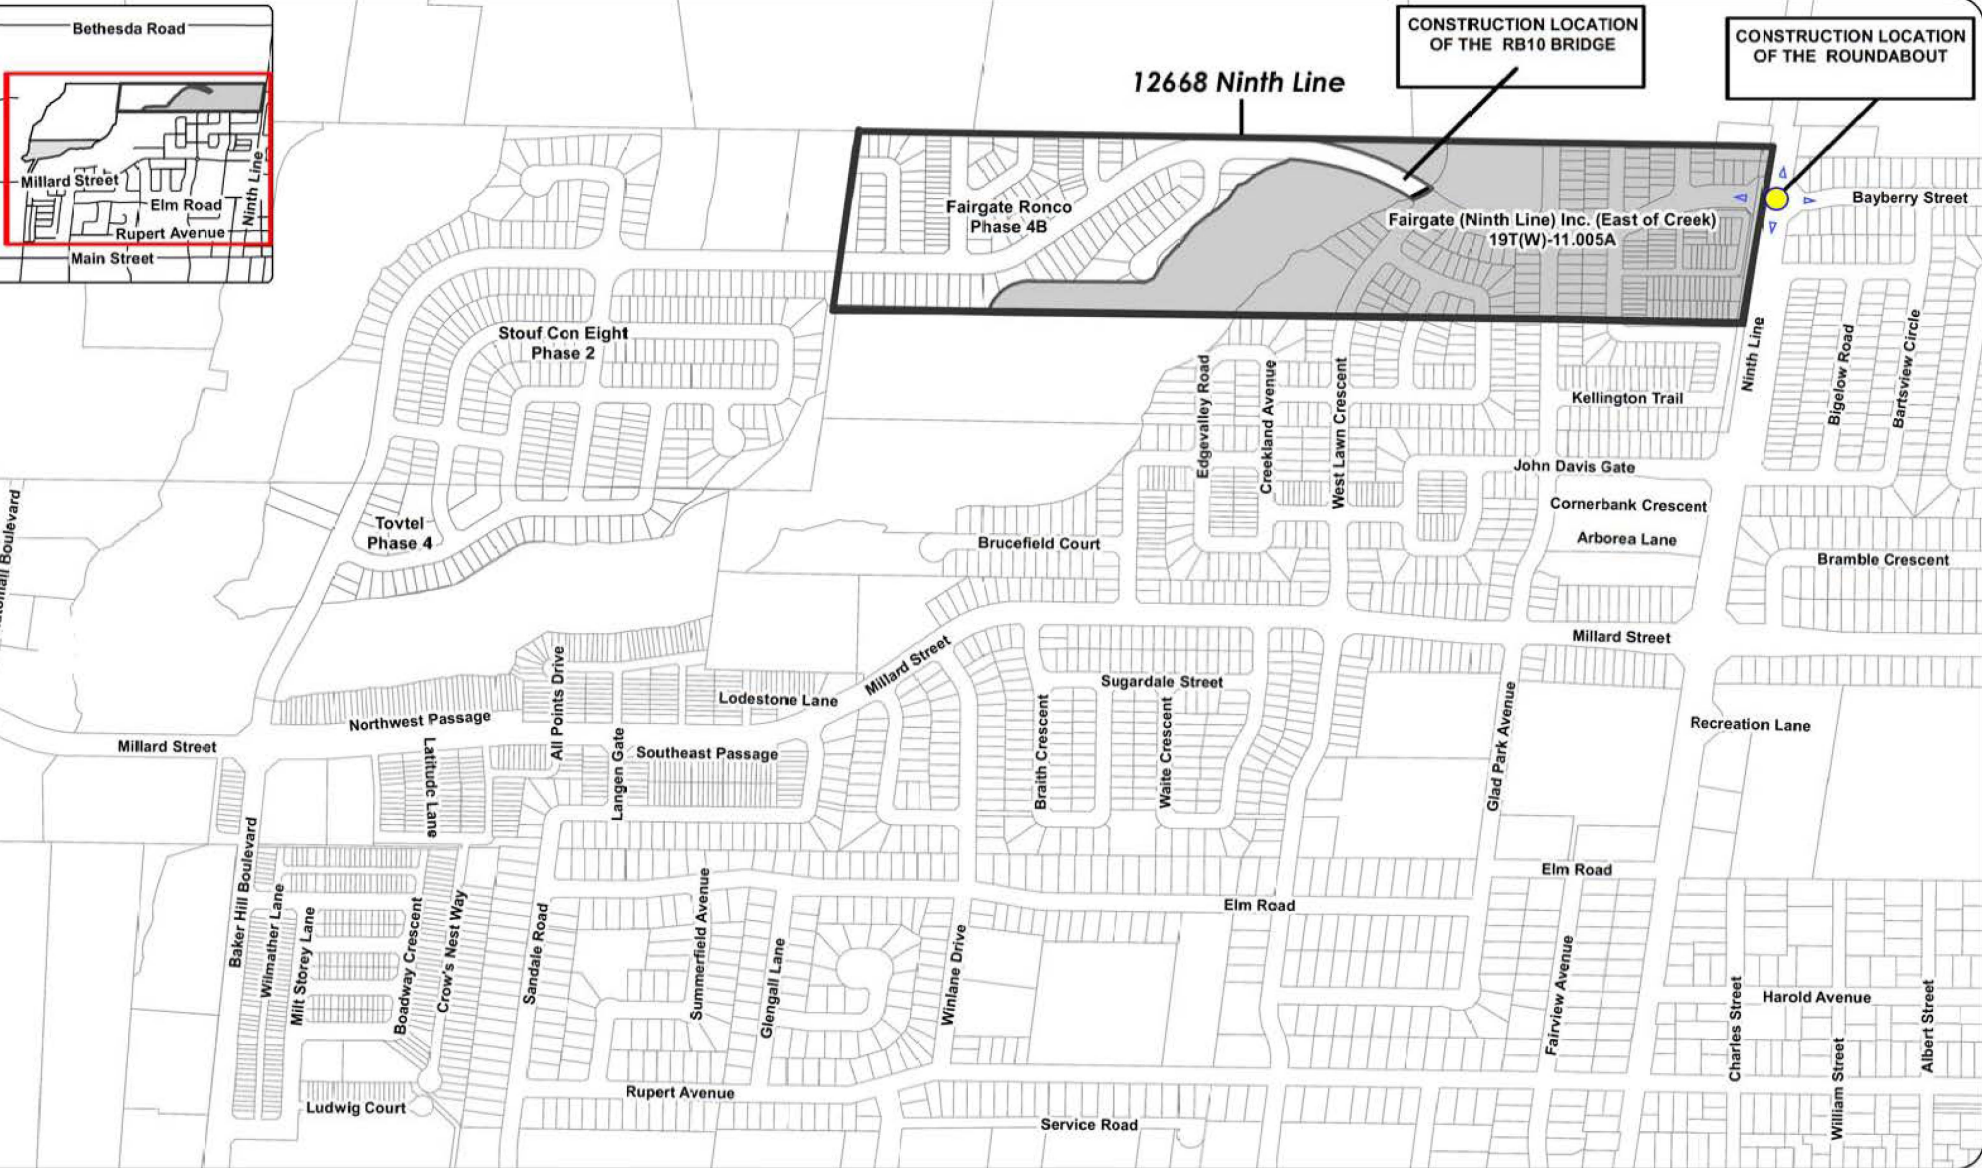 Bethesda Road
Millard Street
Elm Road
Ninth Line
Rupert Avenue
Main Street
12668 Ninth Line
CONSTRUCTION LOCATION
OF THE RB10 BRIDGE
CONSTRUCTION LOCATION
OF THE ROUNDABOUT
Fairgate Ronco
Phase 4B
Fairgate (Ninth Line) Inc. (East of Creek)
19T(W)-11.005A
Bayberry Street
Stouf Con Eight
Phase 2
Edgevalley Road
Creekland Avenue
West Lawn Crescent
Kellington Trail
Ninth Line
Bigelow Road
Bartsview Circle
John Davis Gate
Cornerbank Crescent
Arborea Lane
Bramble Crescent
Tovtel
Phase 4
Boulevard
Brucefield Court
Millard Street
Millard Street
Sugardale Street
Lodestone Lane
All Points Drive
Northwest Passage
Millard Street
Latitude Lane
Langen Gate
Southeast Passage
Braith Crescent
Waite Crescent
Glad Park Avenue
Recreation Lane
Elm Road
Elm Road
Baker Hill Boulevard
Wilmather Lane
Milt Storey Lane
Boadway Crescent
Crow's Nest Way
Sandale Road
Summerfield Avenue
Glengall Lane
Winlane Drive
Fairview Avenue
Charles Street
Harold Avenue
Albert Street
William Street
Rupert Avenue
Ludwig Court
Service Road